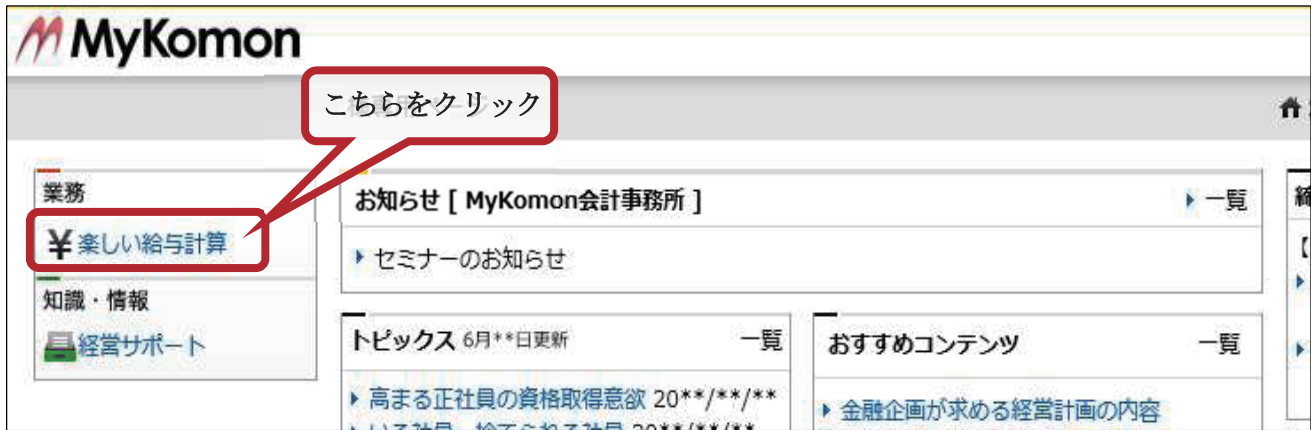 MyKomon
こちらをクリック
業務
¥楽しい給与計算
知識・情報
経営サポート
お知らせ [ MyKomon会計事務所 ]
一覧
セミナーのお知らせ
トピックス 6月**日更新
一覧
高まる正社員の資格取得意欲 20**/**/**
おすすめコンテンツ
一覧
金融企画が求める経営計画の内容
【